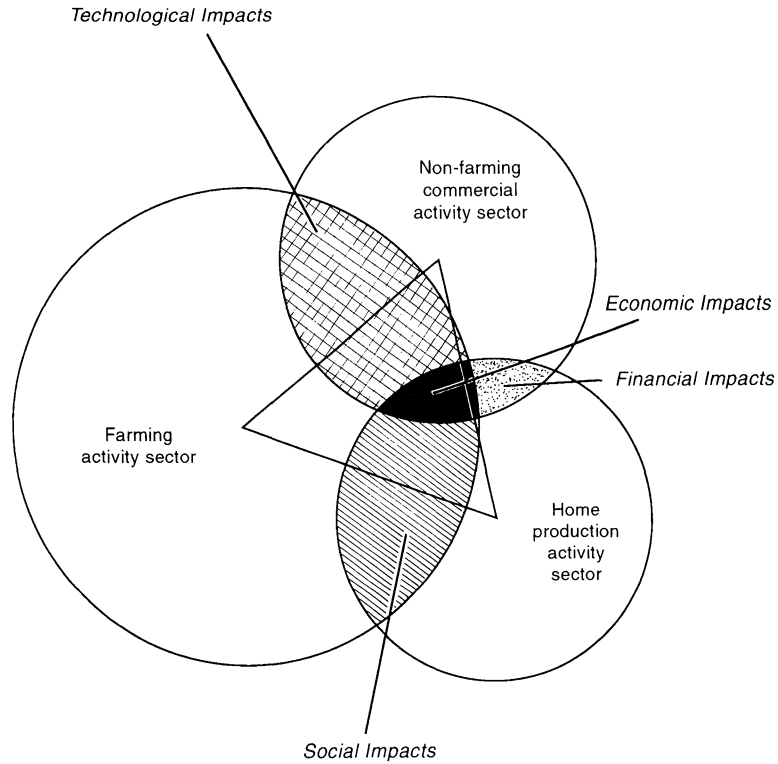 Technological Impacts
Non-farming
commercial
activity sector
Economic Impacts
Financial Impacts
Farming
activity sector
Home
production
activity
sector
Social Impacts